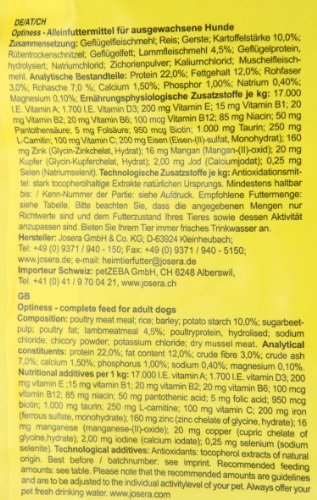 DE/AT/CH
Optiness - Alleinfuttermittel für ausgewachsene Hunde
Zusammensetzung: Geflügelfleischmehl; Reis; Gerste; Kartoffelstärke 10,0%;
Rübentrockenschnitzel; Geflügelfett; Lammfleischmehl 4,5%; Geflügelprotein,
hydrolysiert; Natriumchlorid; Zichorienpulver; Kaliumchlorid; Muschelfleisch-
mehl. Analytische Bestandteile: Protein 22,0%; Fettgehalt 12,0%; Rohfaser
3,0%; Rohasche 7,0 %; Calcium 1,50%; Phosphor 1,00%; Natrium 0,40%;
Magnesium 0,10%; Ernährungsphysiologische Zusatzstoffe je kg: 17.000
I.E. Vitamin A; 1.700 I.E. Vitamin D3; 200 mg Vitamin E; 15 mg Vitamin B1; 20
mg Vitamin B2; 20 mg Vitamin B6; 100 mcg Vitamin B12; 85 mg Niacin; 50 mg
Pantothensäure; 5 mg Folsäure; 950 mcg Biotin; 1.000 mg Taurin; 250 mg
L-Carnitin, 100 mg Vitamin C; 200 mg Eisen (Eisen-(II)-sulfat, Monohydrat); 160
mg Zink (Glycin-Zinkchelat, Hydrat); 16 mg Mangan (Mangan-(II)-oxid); 20 mg
Kupfer (Glycin-Kupferchelat, Hydrat); 2,00 mg Jod (Calciumjodat); 0,25 mg
Selen (Natriumselenit). Technologische Zusatzstoffe je kg: Antioxidationsmit-
tel: stark tocopherolhaltige Extrakte natürlichen Ursprungs. Mindestens haltbar
bis: / Kenn-Nummer der Partie: siehe Aufdruck. Empfohlene Futtermenge:
siehe Tabelle. Bitte beachten Sie, dass die angegebenen Mengen nur
Richtwerte sind und dem Futterzustand Ihres Tieres sowie dessen Aktivität
anzupassen sind. Bieten Sie Ihrem Tier immer frisches Trinkwasser an.
Hersteller: Josera GmbH & Co. KG; D-63924 Kleinheubach;
Tel: +49 (0) 9371 / 940 - 150; Fax: +49 (0) 9371 / 940 - 5150;
www.josera.de; e-mail: heimtierfutter@josera.de
Importeur Schweiz: petZEBA GmbH, CH 6248 Alberswil,
Tel. +41 (0) 41 / 9 70 04 21, www.josera.ch
GB
Optiness - complete feed for adult dogs
Composition: poultry meat meal; rice; barley; potato starch 10.0%; sugarbeet-
pulp; poultry fat; lambmeatmeal 4,5%; poultryprotein, hydrolised; sodium
chloride; chicory powder; potassium chloride; dry mussel meat. Analytical
constituents: protein 22.0%, fat content 12.0%, crude fibre 3.0%; crude ash
7.0%, calcium 1.50%; phosphorus 1.00%; sodium 0.40%; magnesium 0.10%.
Nutritional additives per 1 kg: 17.000 I.E. vitamin A; 1.700 I.E. vitamin D3; 200
mg vitamin E ;15 mg vitamin B1; 20 mg vitamin B2; 20 mg vitamin B6; 100 mcg
vitamin B12; 85 mg niacin; 50 mg pantothenic acid; 5 mg folic acid; 950 mcg
biotin; 1.000 mg taurin; 250 mg L-carnitine; 100 mg vitamin C; 200 mg iron
(ferrous -sulphate, monohydrate); 160 mg zinc (zinc chelate of glycine, hydrate); 16
mg manganese (manganese-(II)-oxide); 20 mg copper (cupric chelate of
glycine,hydrate); 2,00 mg iodine (calcium iodate); 0,25 mg selenium (sodium
selenite). Technological additives: Antioxidants: tocopherol extracts of natural
origin. Best before / batchnumber: see imprint. Recommended feeding
amounts: see table. Please note that the recommended amounts are guidelines
and are to be adjusted to the individual activitylevel of your pet. Always offer your
pet fresh drinking water. www.josera.com